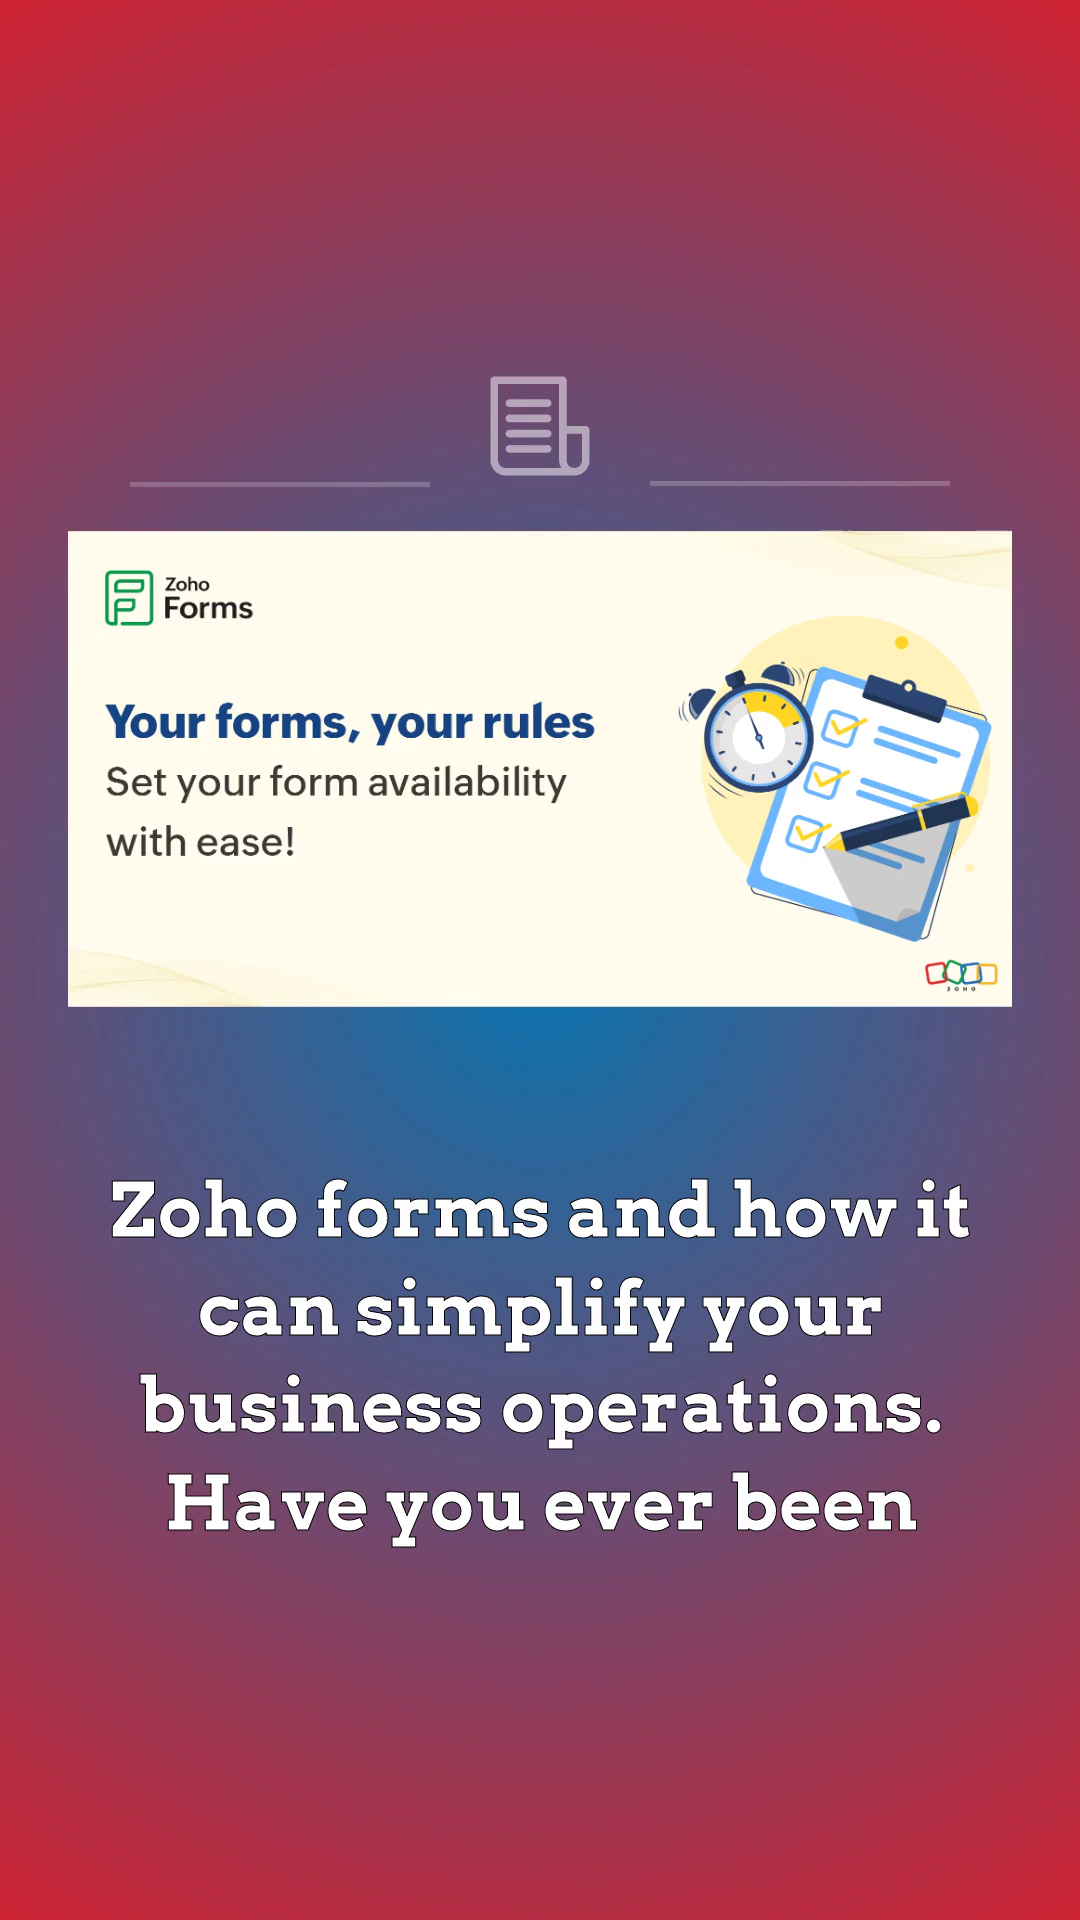 Zoho
Forms
Your forms, your rules
Set your form availability
with ease!
ZOHO
Zoho forms and how it
can simplify your
business operations.
Have you ever been